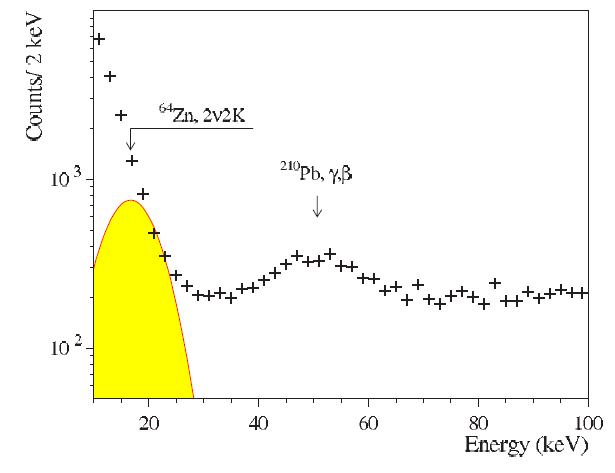 Counts/ 2 keV
⁶⁴Zn, 2ν2K
²¹⁰Pb, γ,β
10³
10²
20 40 60 80 100
Energy (keV)